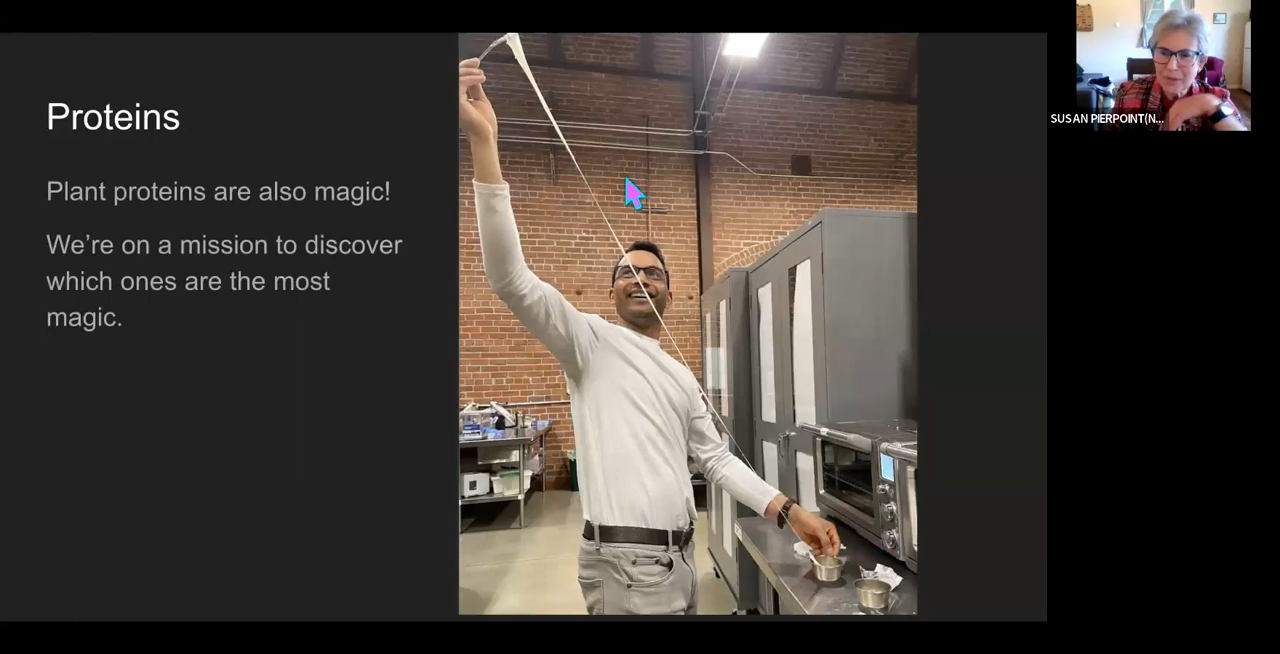 Proteins
Plant proteins are also magic!
We’re on a mission to discover
which ones are the most
magic.
SUSAN PIERPOINT(N...